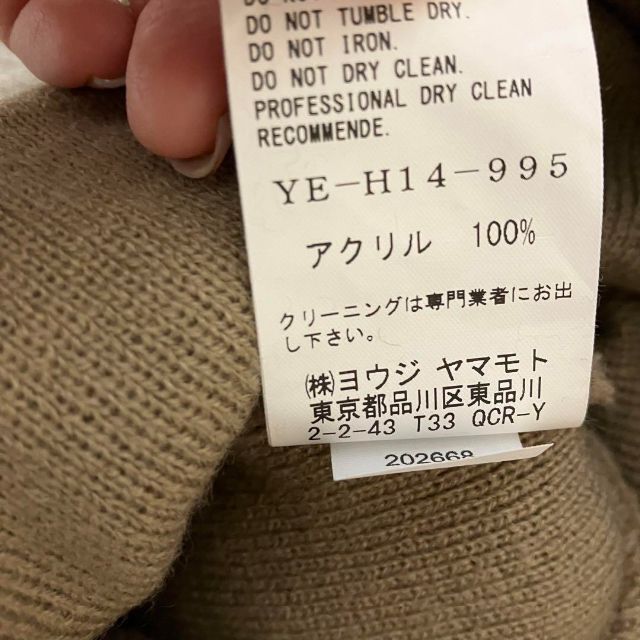 DO NOT TUMBLE DRY.
DO NOT IRON.
DO NOT DRY CLEAN.
PROFESSIONAL DRY CLEAN
RECOMMENDE.
YE-H14-995
アクリル 100%
クリーニングは専門業者にお出
し下さい。
㈱ヨウジ ヤマモト
東京都品川区東品川
2-2-43 T33 QCR-Y
202668